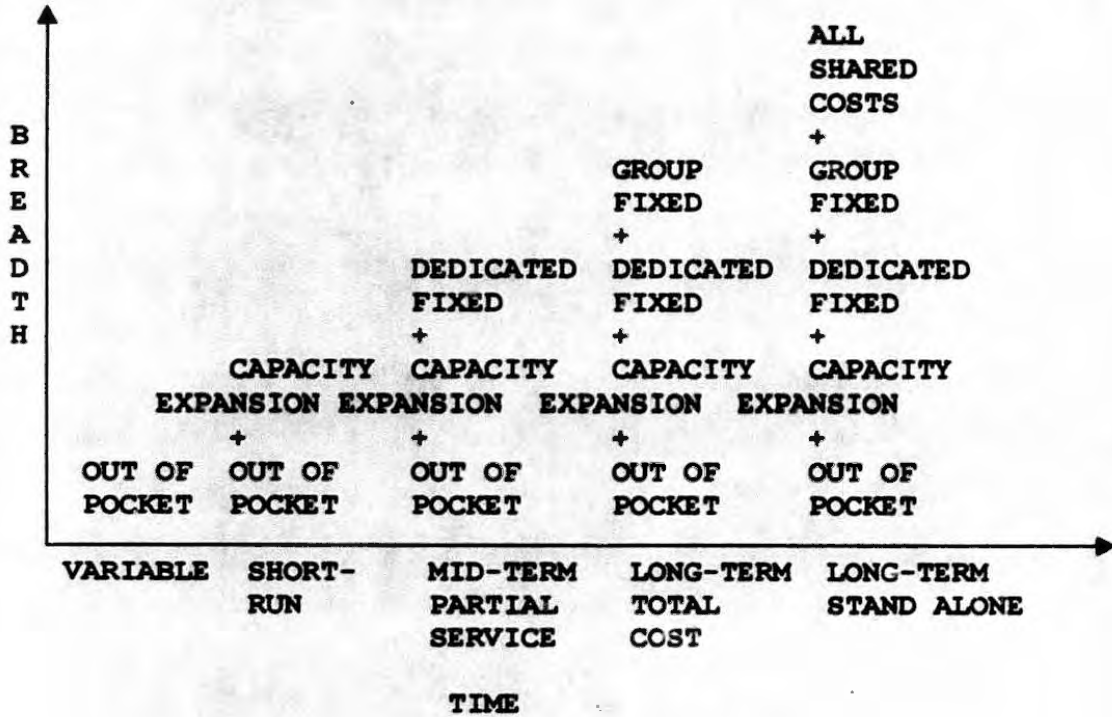 ALL
SHARED
COSTS
B +
R GROUP GROUP
E FIXED FIXED
A + +
D DEDICATED DEDICATED DEDICATED
T FIXED FIXED FIXED
H + + +
CAPACITY CAPACITY CAPACITY CAPACITY
EXPANSION EXPANSION EXPANSION EXPANSION
+ + + +
OUT OF OUT OF OUT OF OUT OF OUT OF
POCKET POCKET POCKET POCKET POCKET
VARIABLE SHORT- MID-TERM LONG-TERM LONG-TERM
RUN PARTIAL TOTAL STAND ALONE
SERVICE COST
TIME